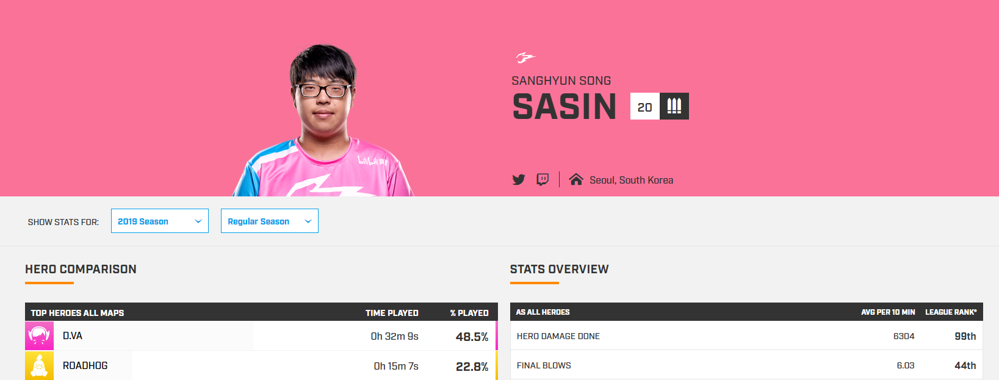 SANGHYUN SONG
SASIN 20
bilibili
Seoul, South Korea
SHOW STATS FOR: 2019 Season Regular Season
HERO COMPARISON
TOP HEROES ALL MAPS TIME PLAYED % PLAYED
D.VA 0h 32m 9s 48.5%
ROADHOG 0h 15m 7s 22.8%
STATS OVERVIEW
AS ALL HEROES AVG PER 10 MIN LEAGUE RANK*
HERO DAMAGE DONE 6304 99th
FINAL BLOWS 6.03 44th